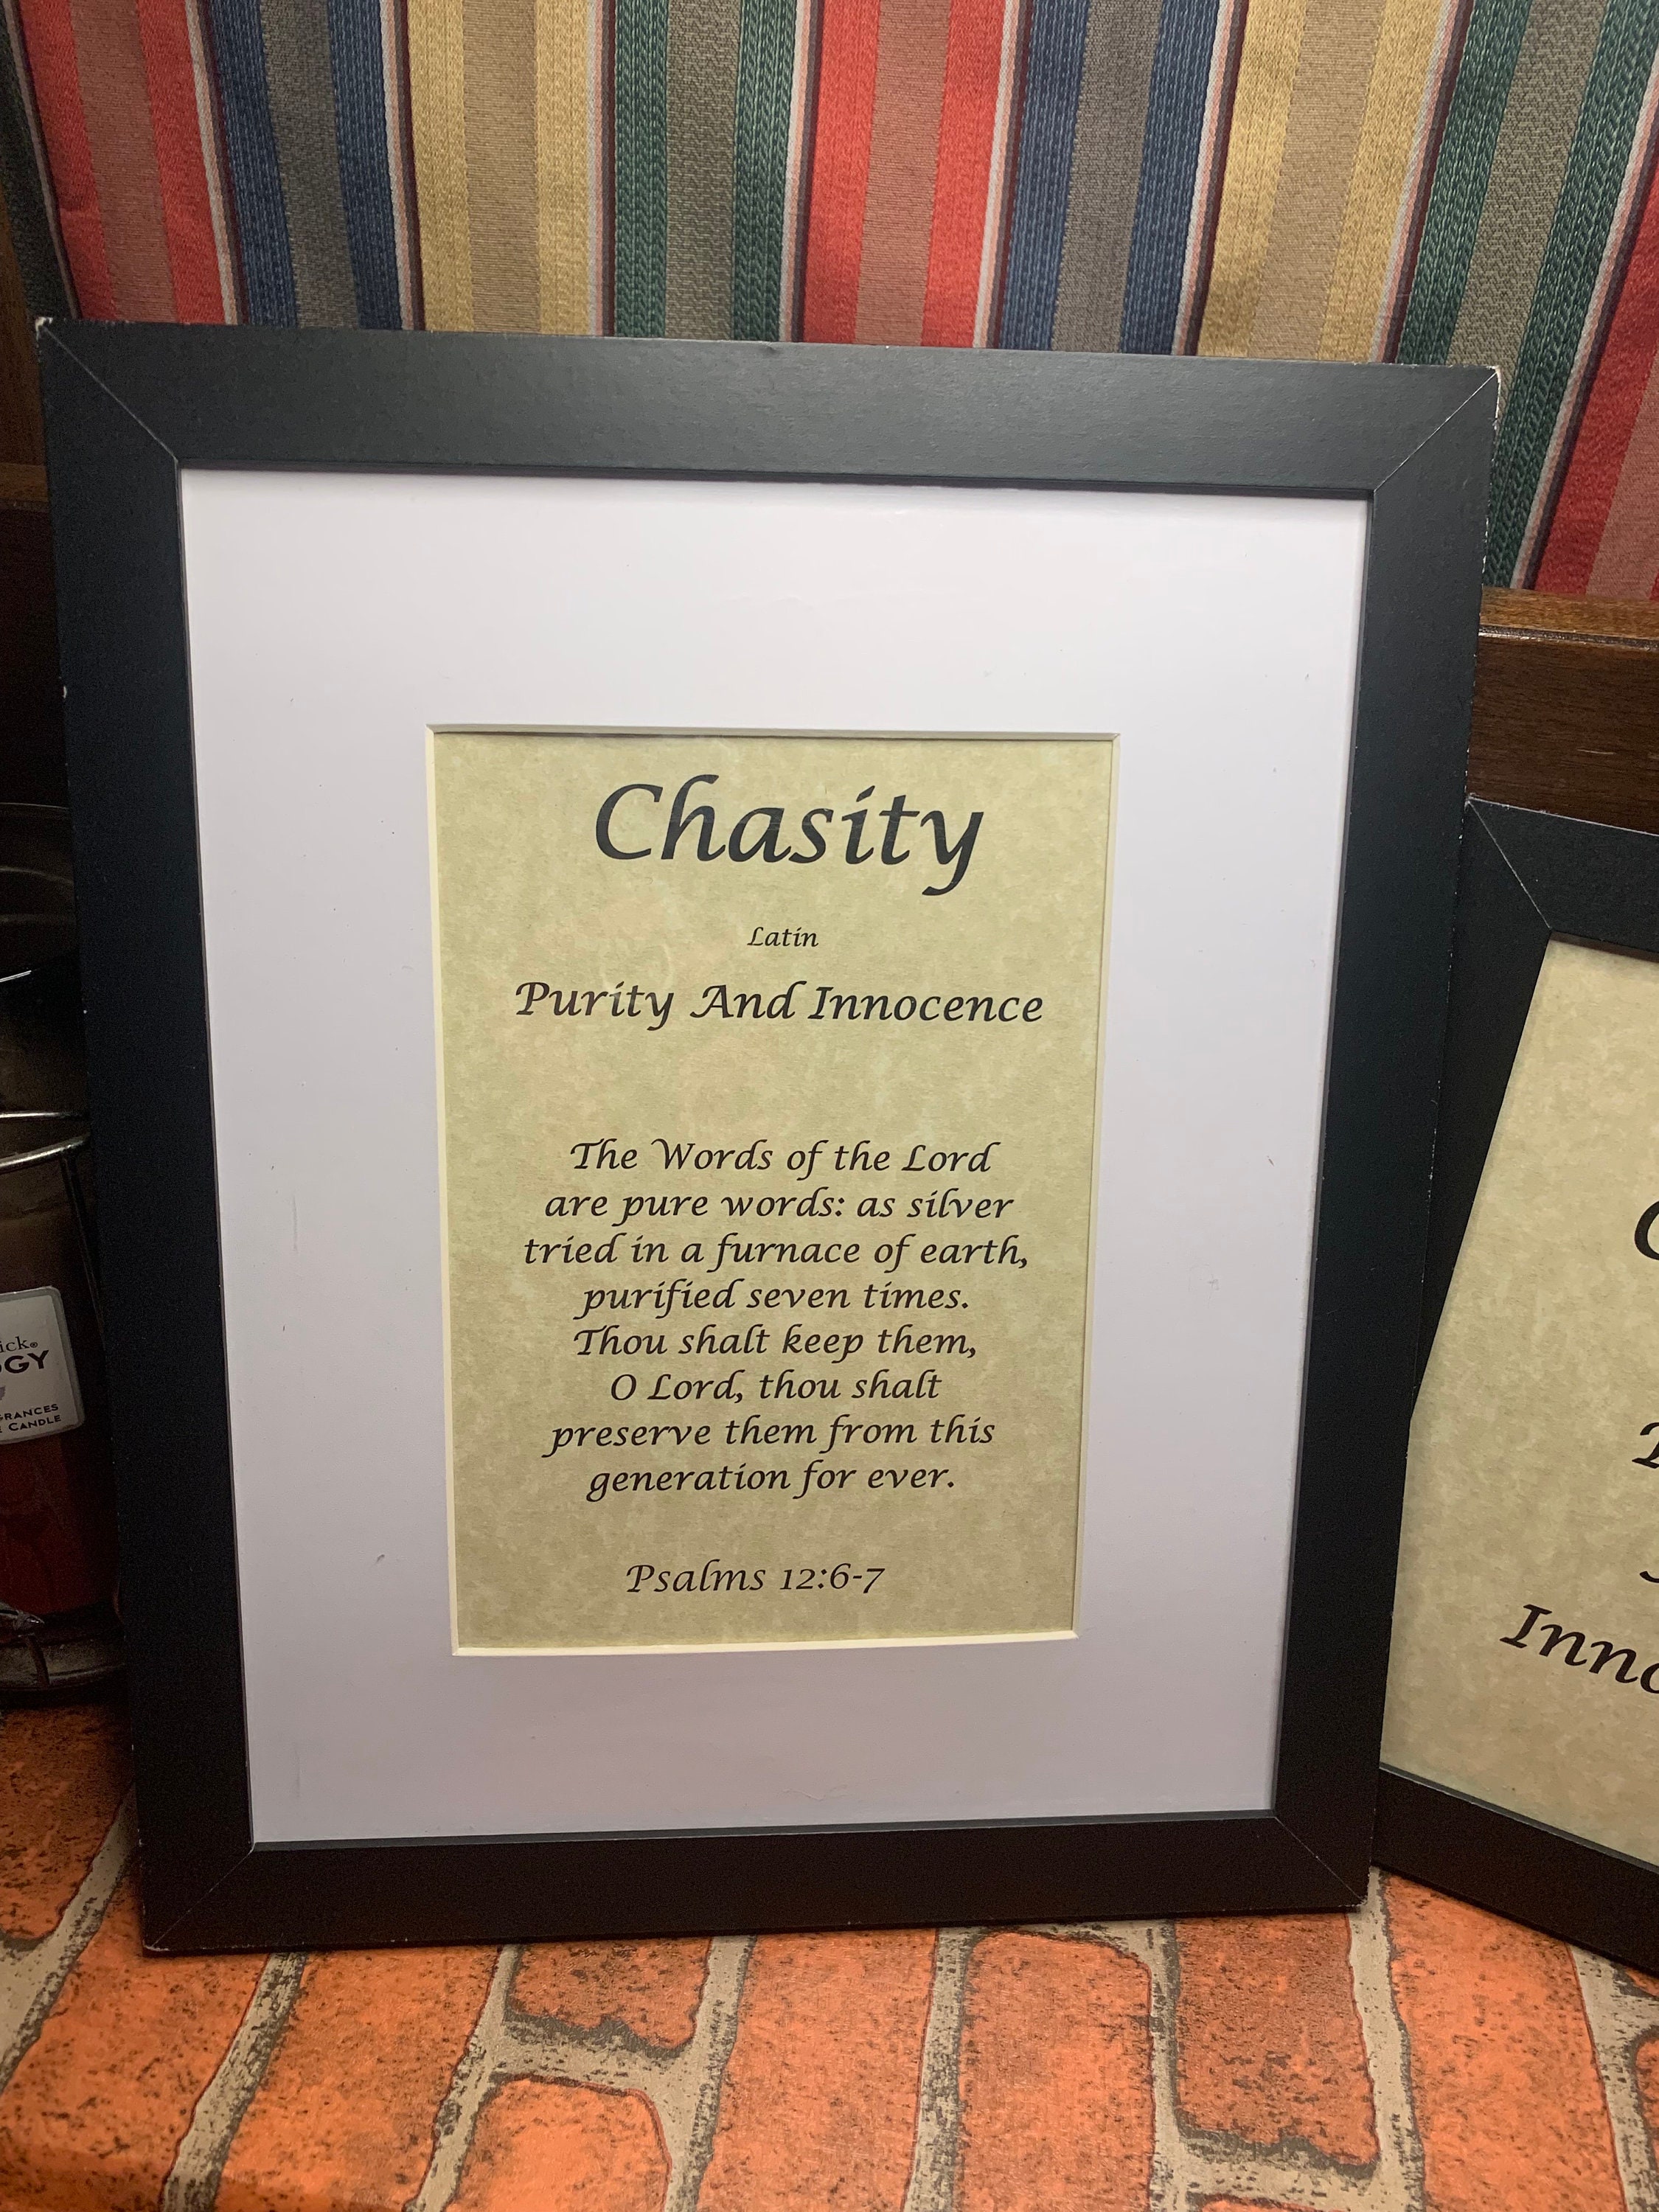 Chasity
Latin
Purity And Innocence
The Words of the Lord
are pure words: as silver
tried in a furnace of earth,
purified seven times.
Thou shalt keep them,
O Lord, thou shalt
preserve them from this
generation for ever.
Psalms 12:6-7
CANDLE